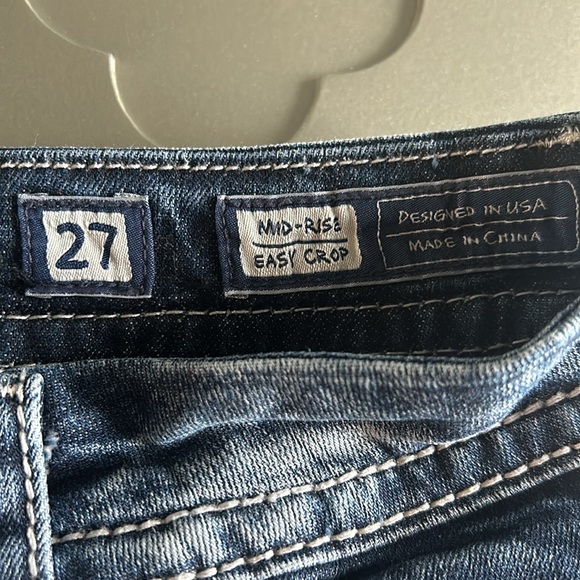 27
MID-RISE
EASY CROP
DESIGNED IN USA
MADE IN CHINA